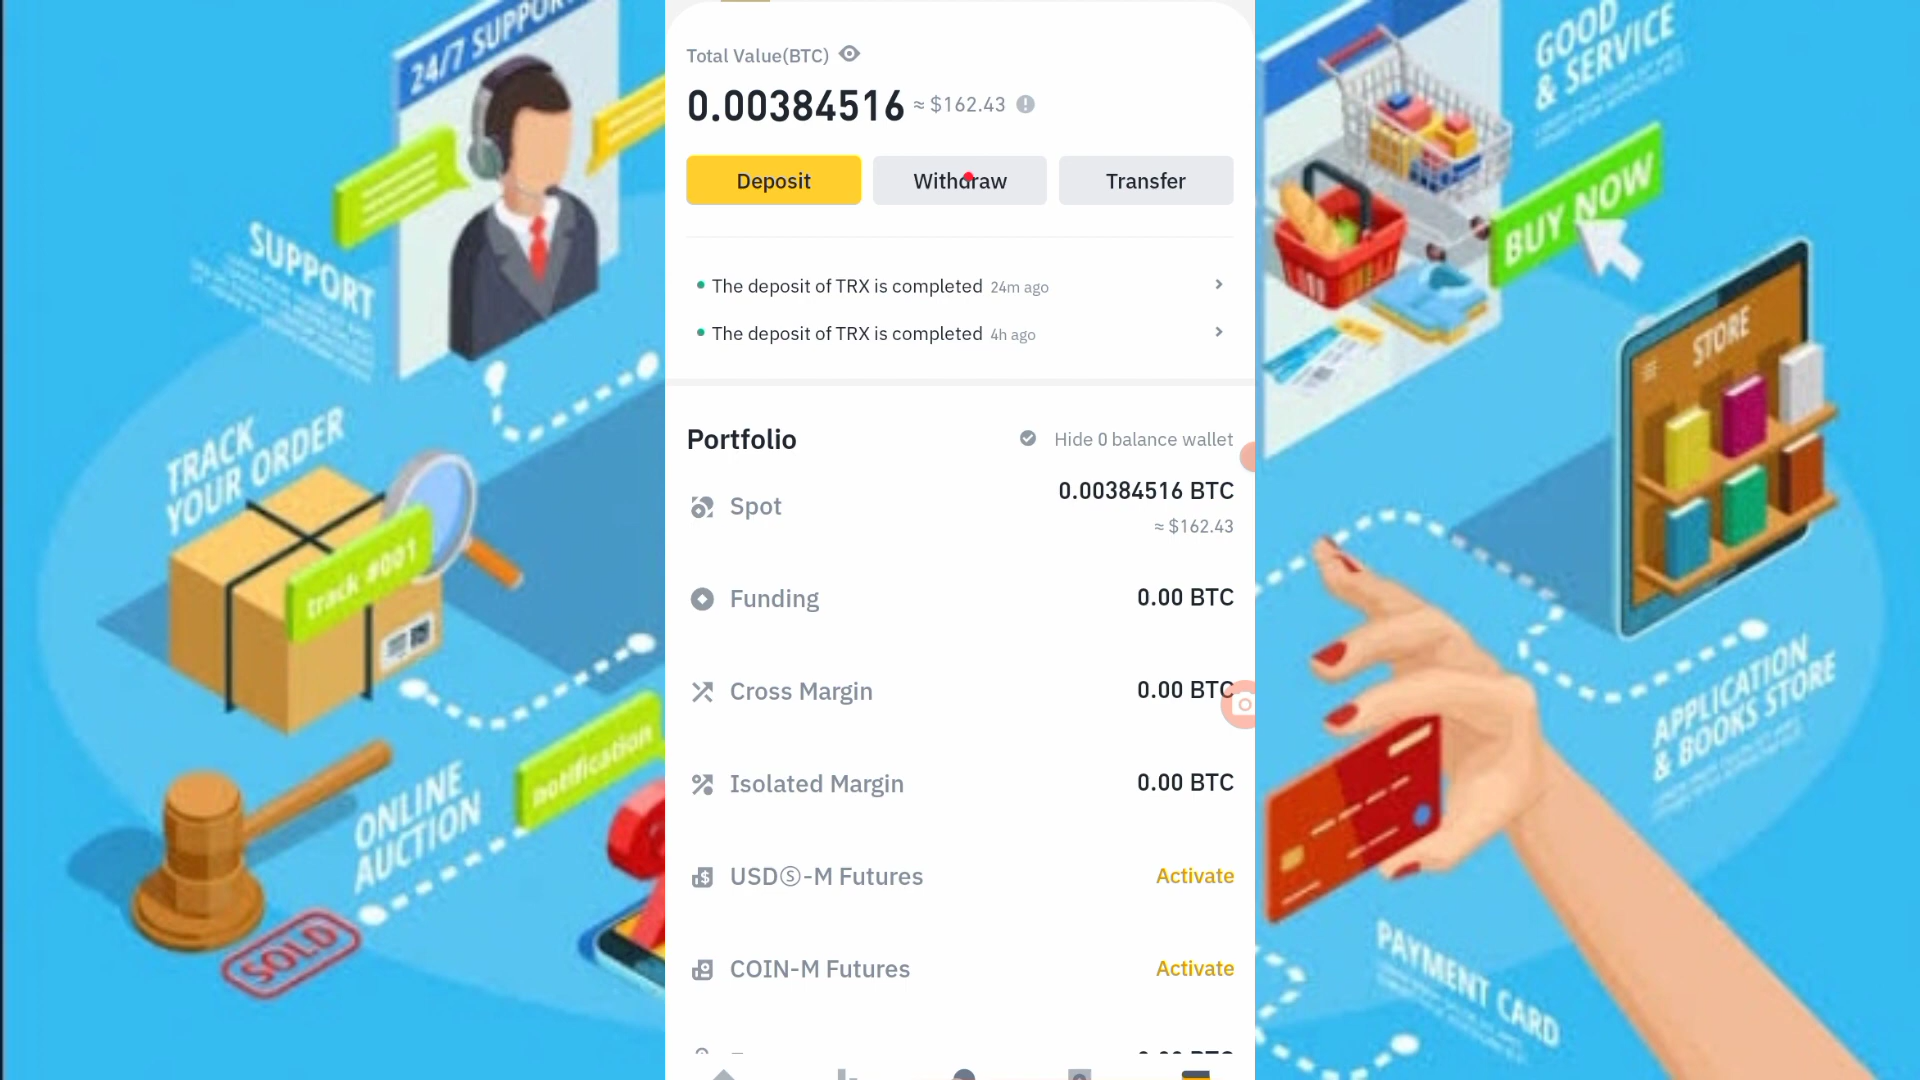 24/7 SUPPORT
SUPPORT
TRACK
YOUR ORDER
track #001
notification
ONLINE
AUCTION
SOLD
Total Value(BTC)
0.00384516 ≈ $162.43
Deposit
Withdraw
Transfer
The deposit of TRX is completed 24m ago
The deposit of TRX is completed 4h ago
Portfolio
Hide 0 balance wallet
Spot
0.00384516 BTC
≈ $162.43
Funding
0.00 BTC
Cross Margin
0.00 BTC
Isolated Margin
0.00 BTC
USDⓈ-M Futures
Activate
COIN-M Futures
Activate
GOOD
& SERVICE
BUY NOW
STORE
APPLICATION
& BOOKS STORE
PAYMENT CARD